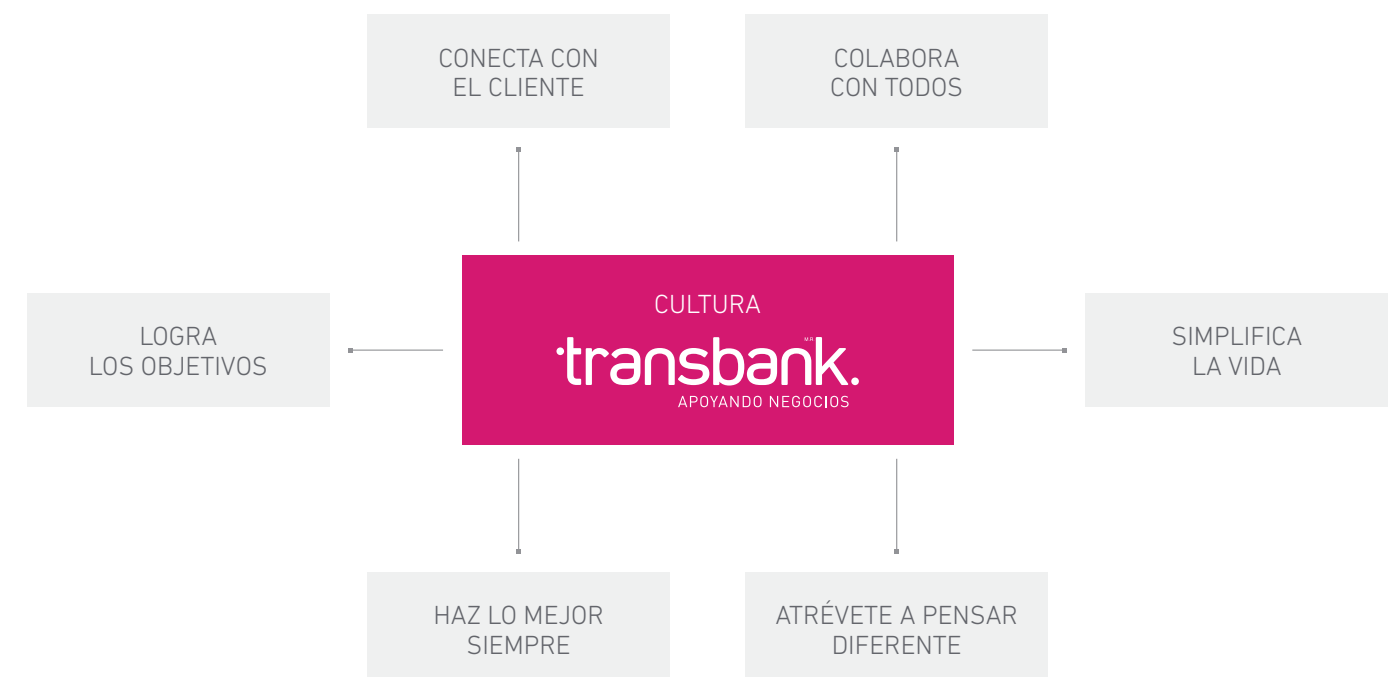 CONECTA CON
EL CLIENTE
COLABORA
CON TODOS
LOGRA
LOS OBJETIVOS
CULTURA
transbank.
M.R.
APOYANDO NEGOCIOS
SIMPLIFICA
LA VIDA
HAZ LO MEJOR
SIEMPRE
ATRÉVETE A PENSAR
DIFERENTE